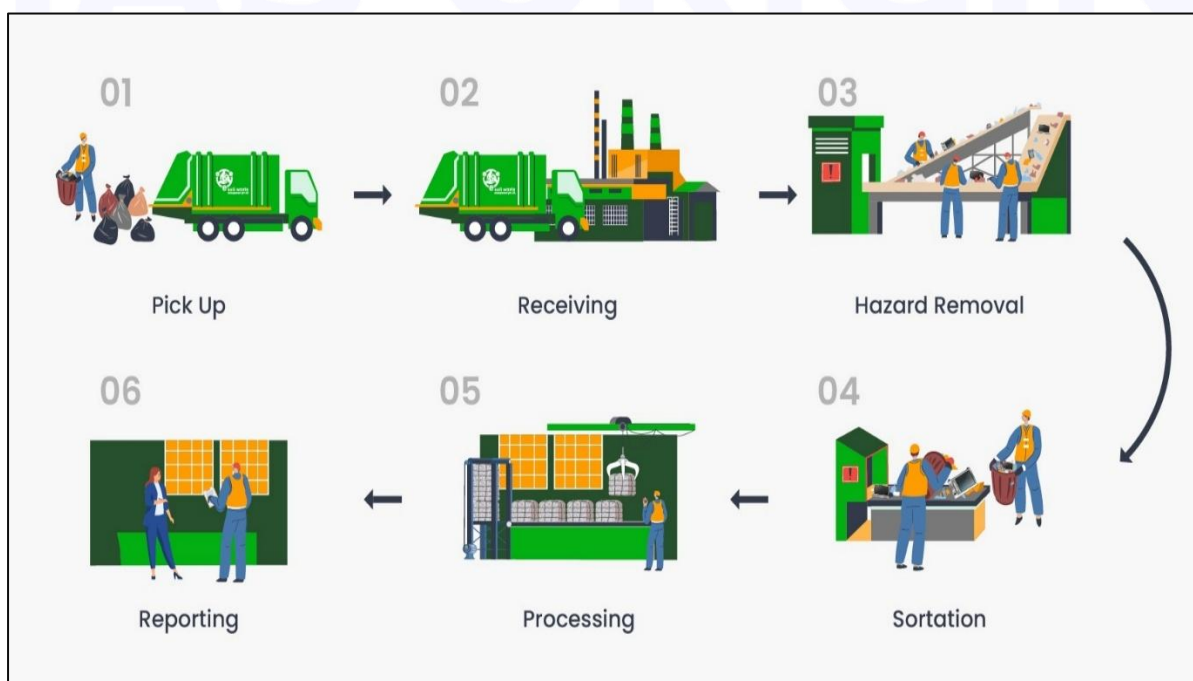 01
02
03
Pick Up
Receiving
Hazard Removal
06
05
04
Reporting
Processing
Sortation